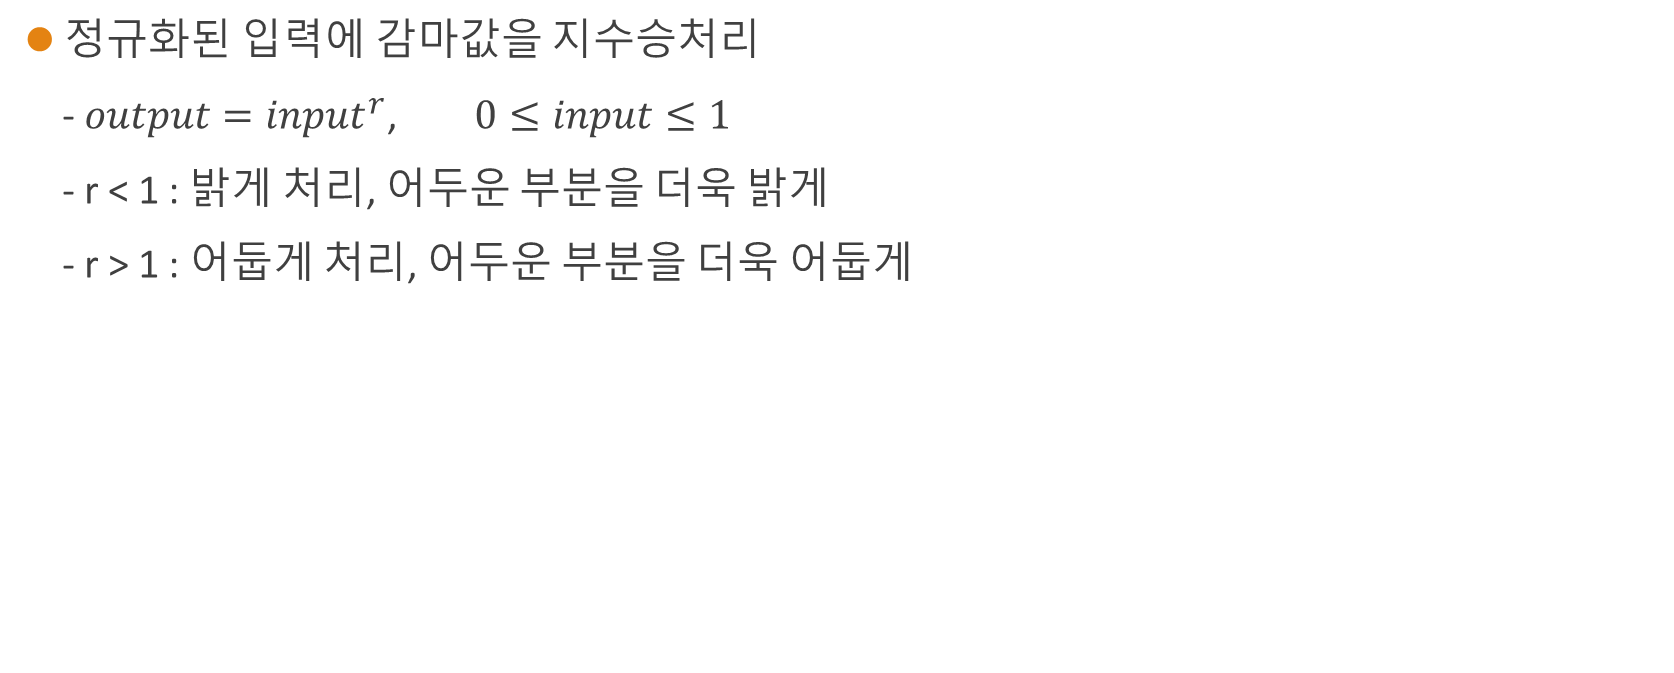 ● 정규화된 입력에 감마값을 지수승처리
- output = input^r, 0 ≤ input ≤ 1
- r < 1 : 밝게 처리, 어두운 부분을 더욱 밝게
- r > 1 : 어둡게 처리, 어두운 부분을 더욱 어둡게